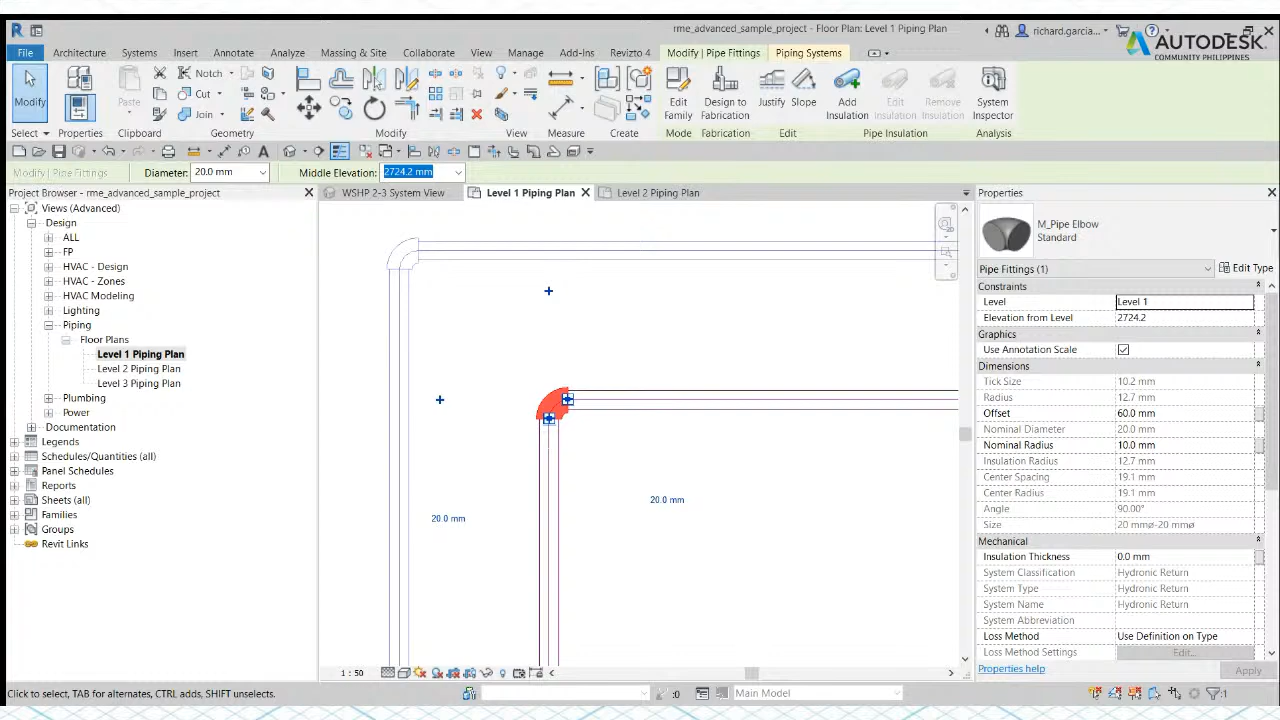 rme_advanced_sample_project - Floor Plan: Level 1 Piping Plan
richard.garcia...
AUTODESK
COMMUNITY PHILIPPINES
File Architecture Systems Insert Annotate Analyze Massing & Site Collaborate View Manage Add-Ins Revizto 4 Modify | Pipe Fittings Piping Systems
Modify
Paste
Notch
Cut
Join
Edit Family
Design to Fabrication
Justify
Slope
Add Insulation
Edit Insulation
Remove Insulation
System Inspector
Select Properties Clipboard Geometry Modify View Measure Create Mode Fabrication Edit Pipe Insulation Analysis
Modify | Pipe Fittings Diameter: 20.0 mm Middle Elevation: 2724.2 mm
Project Browser - rme_advanced_sample_project
WSHP 2-3 System View Level 1 Piping Plan Level 2 Piping Plan
Views (Advanced)
Design
ALL
FP
HVAC - Design
HVAC - Zones
HVAC Modeling
Lighting
Piping
Floor Plans
Level 1 Piping Plan
Level 2 Piping Plan
Level 3 Piping Plan
Plumbing
Power
Documentation
Legends
Schedules/Quantities (all)
Panel Schedules
Reports
Sheets (all)
Families
Groups
Revit Links
20.0 mm
20.0 mm
1 : 50
Properties
M_Pipe Elbow
Standard
Pipe Fittings (1) Edit Type
Constraints
Level Level 1
Elevation from Level 2724.2
Graphics
Use Annotation Scale
Dimensions
Tick Size 10.2 mm
Radius 12.7 mm
Offset 60.0 mm
Nominal Diameter 20.0 mm
Nominal Radius 10.0 mm
Insulation Radius 12.7 mm
Center Spacing 19.1 mm
Center Radius 19.1 mm
Angle 90.00°
Size 20 mmø-20 mmø
Mechanical
Insulation Thickness 0.0 mm
System Classification Hydronic Return
System Type Hydronic Return
System Name Hydronic Return
System Abbreviation
Loss Method Use Definition on Type
Loss Method Settings Edit...
Properties help Apply
Click to select, TAB for alternates, CTRL adds, SHIFT unselects.
:0
Main Model
:1